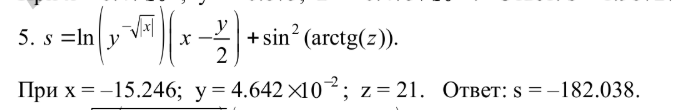 5. s =ln(y^(−√|x|))(x − y/2) + sin²(arctg(z)).
При x = –15.246; y = 4.642 ×10⁻²; z = 21. Ответ: s = –182.038.